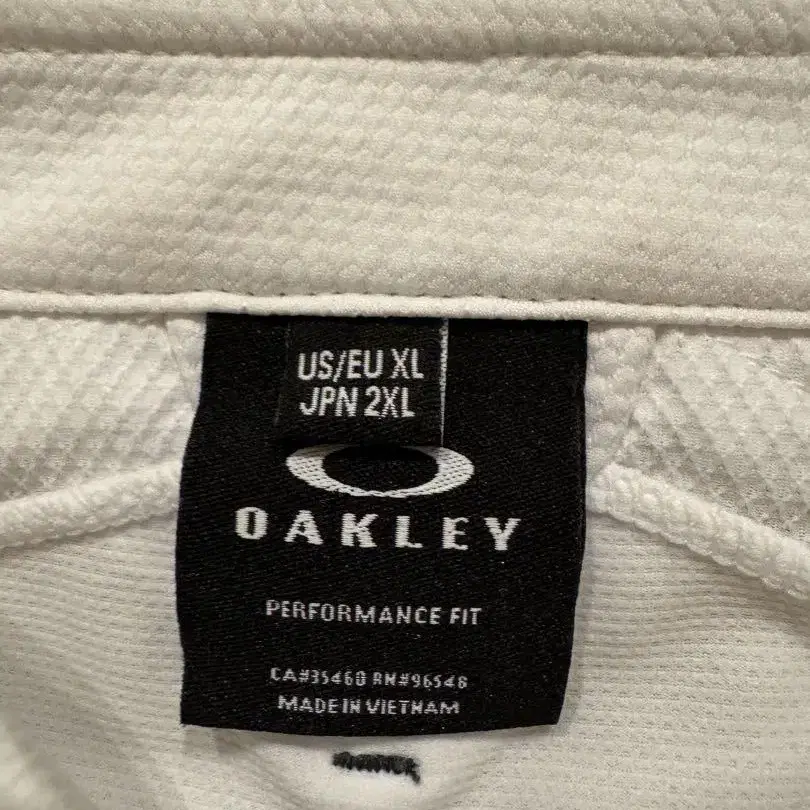 US/EU XL
JPN 2XL
OAKLEY
PERFORMANCE FIT
CA#35460 RN#96548
MADE IN VIETNAM